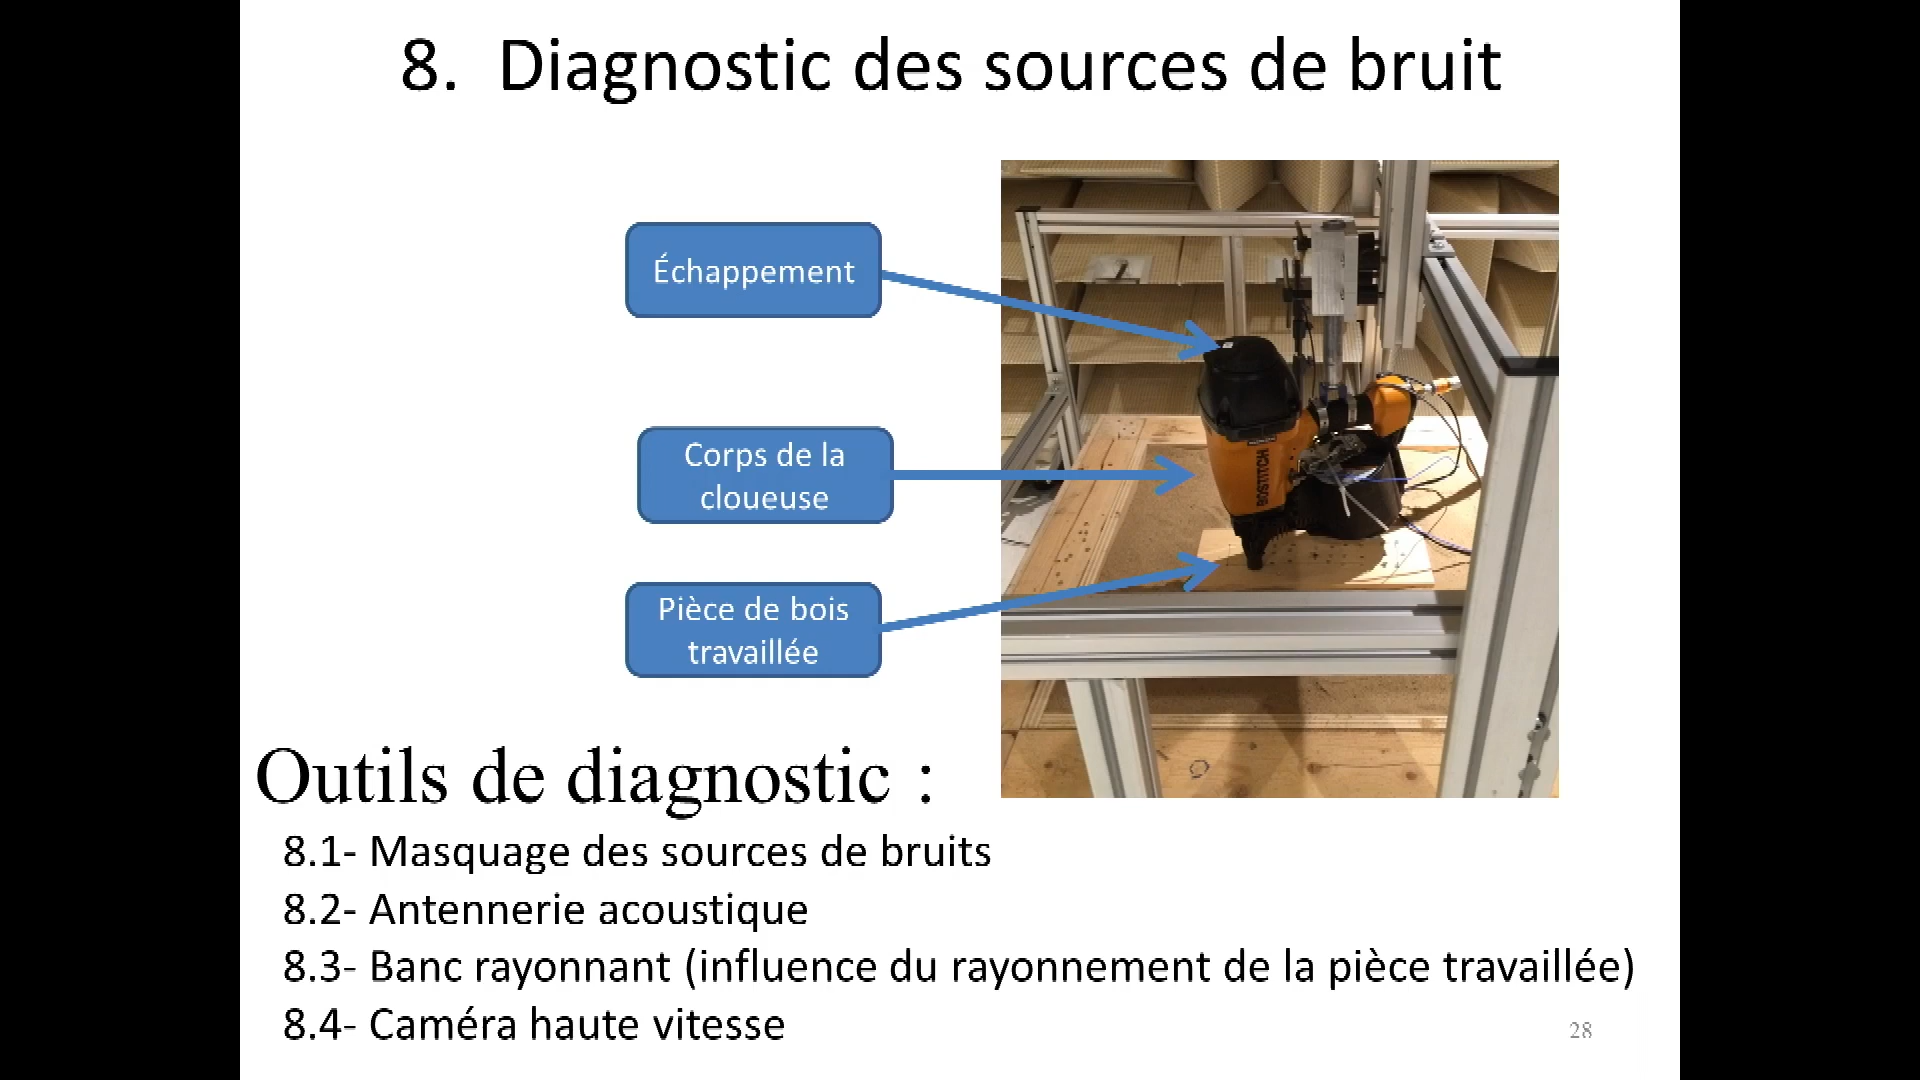 8. Diagnostic des sources de bruit
Échappement
Corps de la
cloueuse
Pièce de bois
travaillée
BOSTITCH
Outils de diagnostic :
8.1- Masquage des sources de bruits
8.2- Antennerie acoustique
8.3- Banc rayonnant (influence du rayonnement de la pièce travaillée)
8.4- Caméra haute vitesse
28